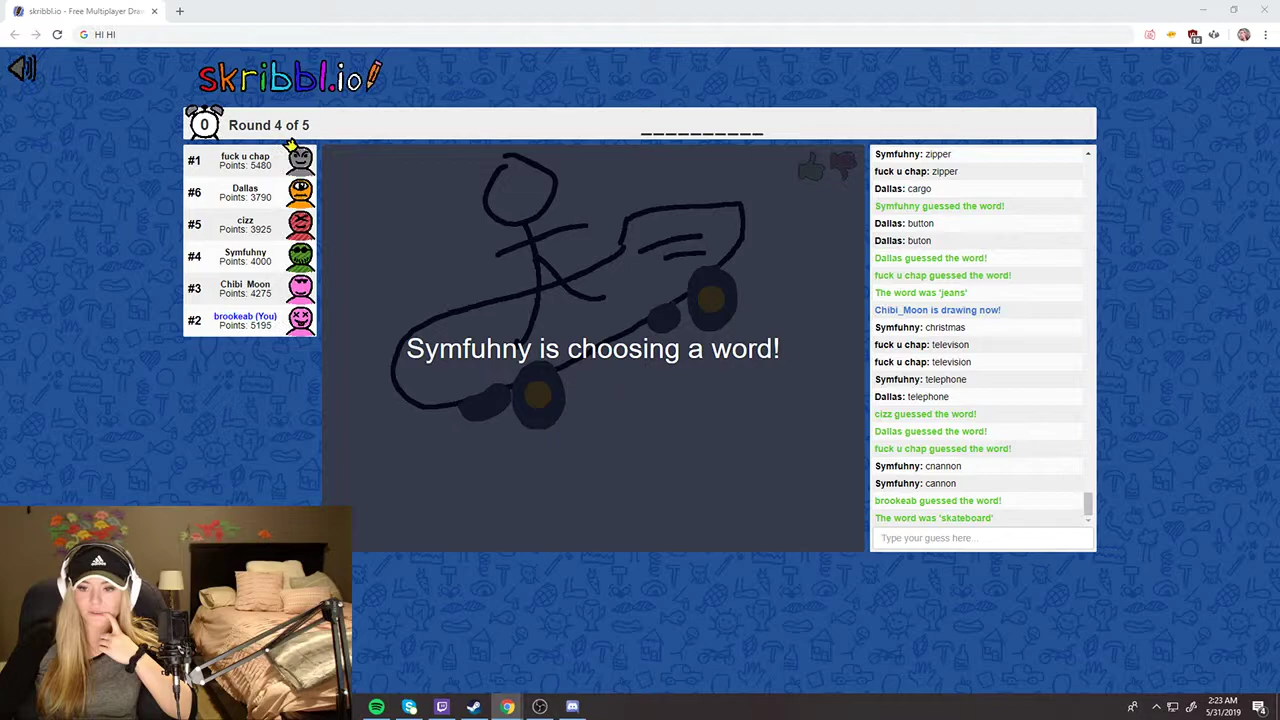 skribbl.io - Free Multiplayer Dra
HI HI
10
skribbl.io
0
Round 4 of 5
__________
#1
fuck u chap
Points: 5480
#6
Dallas
Points: 3790
#5
cizz
Points: 3925
#4
Symfuhny
Points: 4000
#3
Chibi_Moon
Points: 4275
#2
brookeab (You)
Points: 5195
Symfuhny is choosing a word!
Symfuhny: zipper
fuck u chap: zipper
Dallas: cargo
Symfuhny guessed the word!
Dallas: button
Dallas: buton
Dallas guessed the word!
fuck u chap guessed the word!
The word was 'jeans'
Chibi_Moon is drawing now!
Symfuhny: christmas
fuck u chap: televison
fuck u chap: television
Symfuhny: telephone
Dallas: telephone
cizz guessed the word!
Dallas guessed the word!
fuck u chap guessed the word!
Symfuhny: cnannon
Symfuhny: cannon
brookeab guessed the word!
The word was 'skateboard'
Type your guess here...
2:23 AM
5/31/2019
4